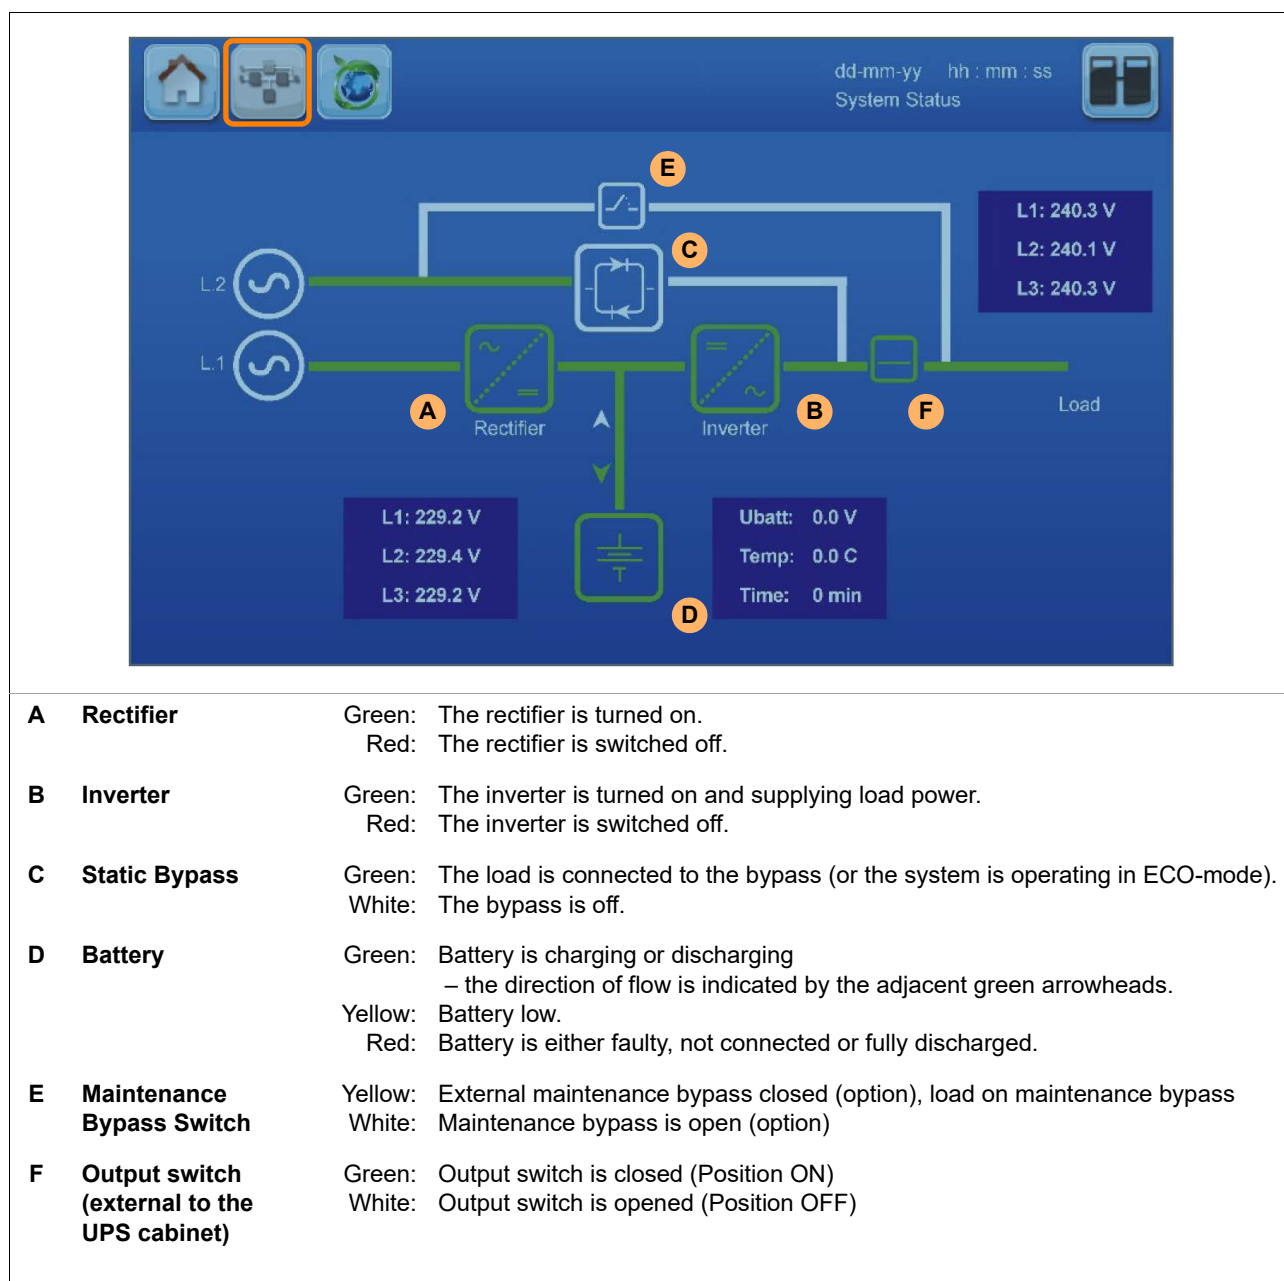 dd-mm-yy hh : mm : ss
System Status
E
L1: 240.3 V
L2: 240.1 V
L3: 240.3 V
C
L.2
L.1
A
Rectifier
Inverter
B
F
Load
L1: 229.2 V
L2: 229.4 V
L3: 229.2 V
Ubatt: 0.0 V
Temp: 0.0 C
Time: 0 min
D
A Rectifier Green: The rectifier is turned on.
Red: The rectifier is switched off.
B Inverter Green: The inverter is turned on and supplying load power.
Red: The inverter is switched off.
C Static Bypass Green: The load is connected to the bypass (or the system is operating in ECO-mode).
White: The bypass is off.
D Battery Green: Battery is charging or discharging
– the direction of flow is indicated by the adjacent green arrowheads.
Yellow: Battery low.
Red: Battery is either faulty, not connected or fully discharged.
E Maintenance Yellow: External maintenance bypass closed (option), load on maintenance bypass
Bypass Switch White: Maintenance bypass is open (option)
F Output switch Green: Output switch is closed (Position ON)
(external to the White: Output switch is opened (Position OFF)
UPS cabinet)